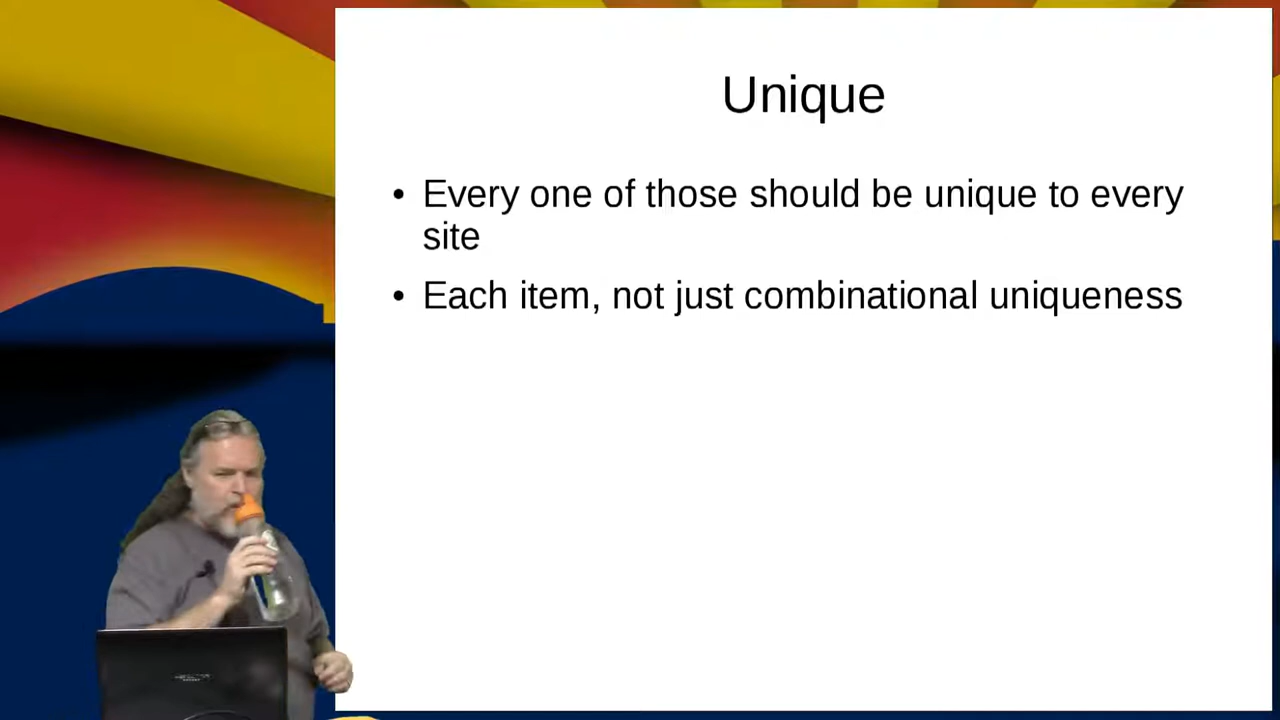 Unique
• Every one of those should be unique to every
site
• Each item, not just combinational uniqueness